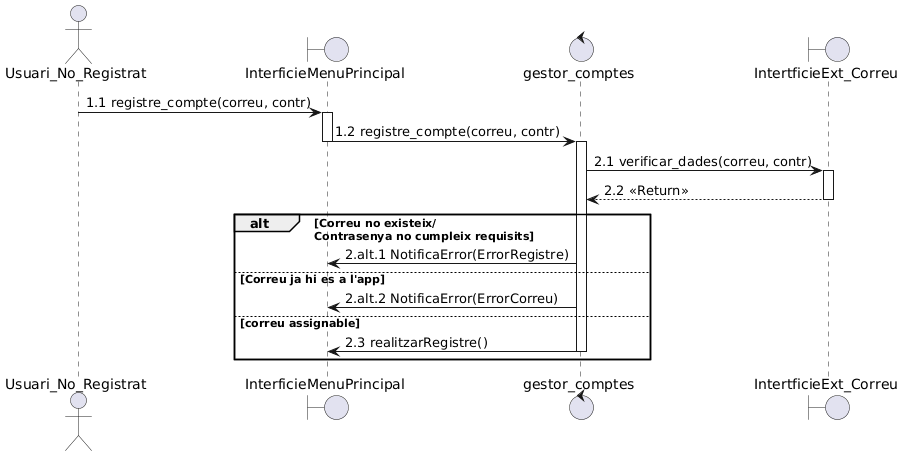 Usuari_No_Registrat
InterficieMenuPrincipal
gestor_comptes
IntertficieExt_Correu
1.1 registre_compte(correu, contr)
1.2 registre_compte(correu, contr)
2.1 verificar_dades(correu, contr)
2.2 «Return»
alt
[Correu no existeix/
Contrasenya no cumpleix requisits]
2.alt.1 NotificaError(ErrorRegistre)
[Correu ja hi es a l'app]
2.alt.2 NotificaError(ErrorCorreu)
[correu assignable]
2.3 realitzarRegistre()
Usuari_No_Registrat
InterficieMenuPrincipal
gestor_comptes
IntertficieExt_Correu